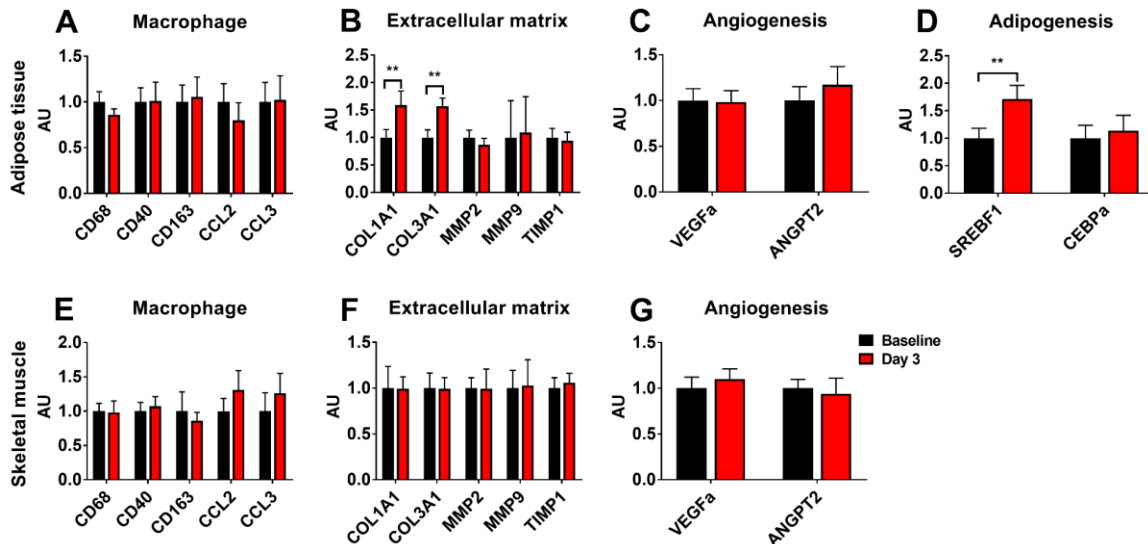 A Macrophage
Adipose tissue
AU
1.5
1.0
0.5
0.0
CD68 CD40 CD163 CCL2 CCL3
B Extracellular matrix
AU
2.5
2.0
1.5
1.0
0.5
0.0
** **
COL1A1 COL3A1 MMP2 MMP9 TIMP1
C Angiogenesis
AU
1.5
1.0
0.5
0.0
VEGFa ANGPT2
D Adipogenesis
AU
2.5
2.0
1.5
1.0
0.5
0.0
**
SREBF1 CEBPa
E Macrophage
Skeletal muscle
AU
2.0
1.5
1.0
0.5
0.0
CD68 CD40 CD163 CCL2 CCL3
F Extracellular matrix
AU
1.5
1.0
0.5
0.0
COL1A1 COL3A1 MMP2 MMP9 TIMP1
G Angiogenesis
AU
1.5
1.0
0.5
0.0
VEGFa ANGPT2
Baseline
Day 3